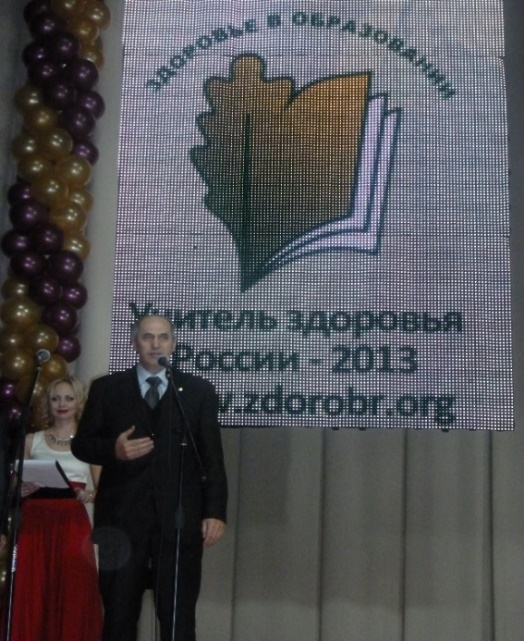 ЗДОРОВЬЕ В ОБРАЗОВАНИИ
Учитель здоровья
России - 2013
.zdorobr.org